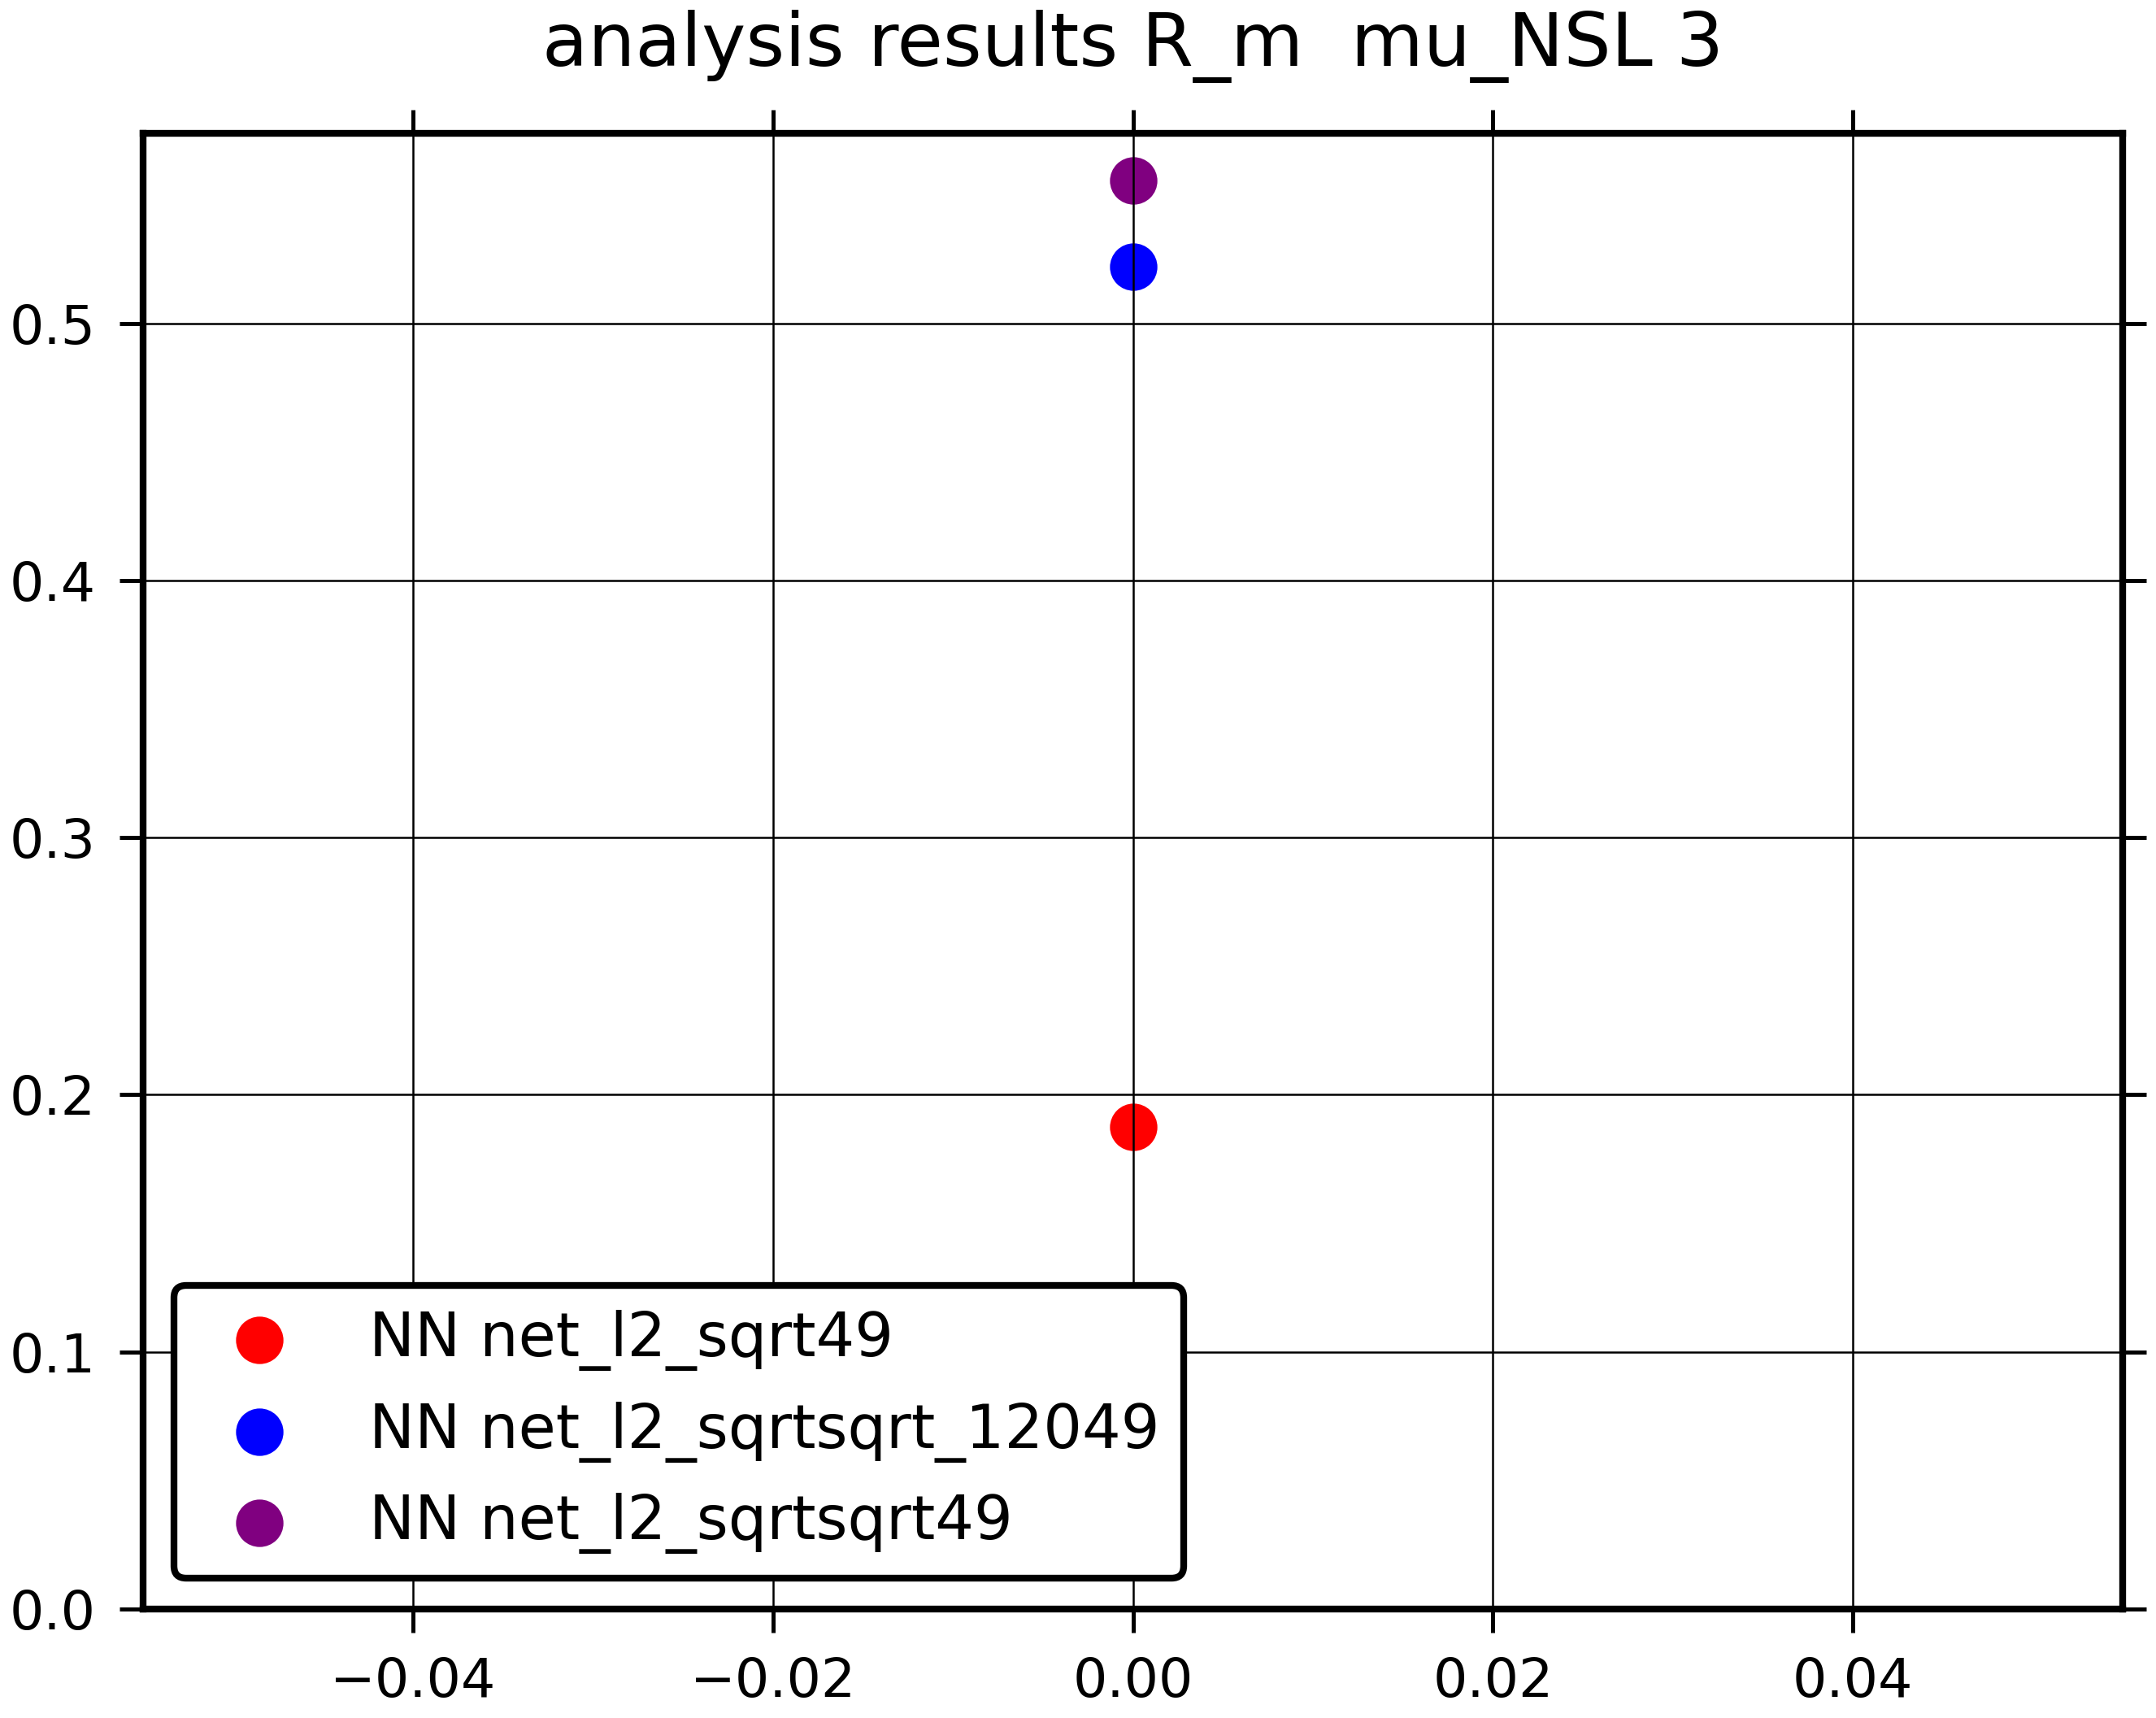 analysis results R_m  mu_NSL 3
0.5
0.4
0.3
0.2
0.1
0.0
NN net_l2_sqrt49
NN net_l2_sqrtsqrt_12049
NN net_l2_sqrtsqrt49
−0.04 −0.02 0.00 0.02 0.04